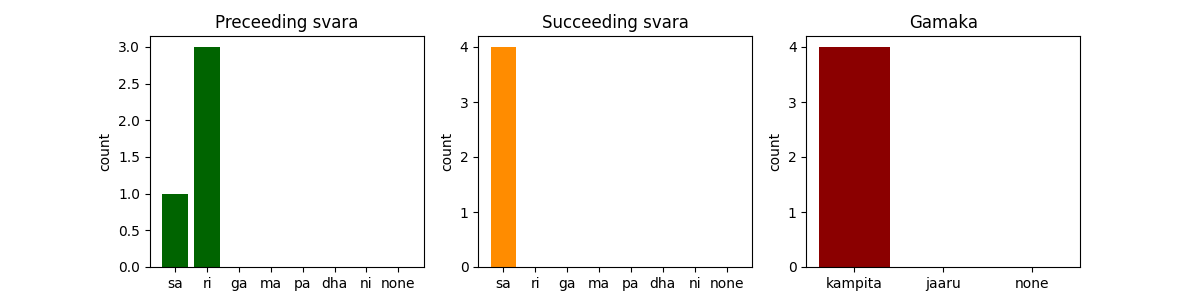 Preceeding svara
count
3.0
2.5
2.0
1.5
1.0
0.5
0.0
sa ri ga ma pa dha ni none
Succeeding svara
count
4
3
2
1
0
sa ri ga ma pa dha ni none
Gamaka
count
4
3
2
1
0
kampita jaaru none